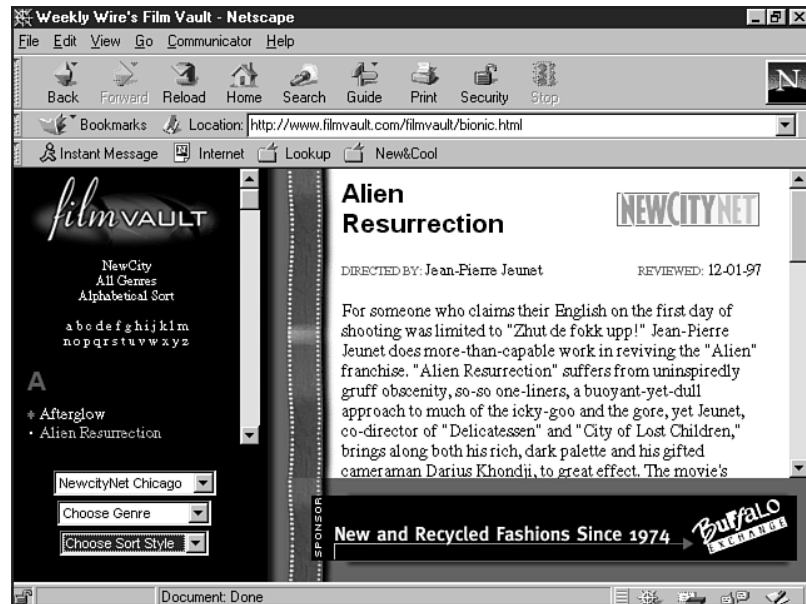 Weekly Wire's Film Vault - Netscape
File Edit View Go Communicator Help
Back Forward Reload Home Search Guide Print Security Stop
N
Bookmarks Location: http://www.filmvault.com/filmvault/bionic.html
Instant Message Internet Lookup New&Cool
film VAULT
NewCity
All Genres
Alphabetical Sort
a b c d e f g h i j k l m
n o p q r s t u v w x y z
A
* Afterglow
• Alien Resurrection
NewcityNet Chicago
Choose Genre
Choose Sort Style
Alien
Resurrection
NEWCITYNET
DIRECTED BY: Jean-Pierre Jeunet REVIEWED: 12-01-97
For someone who claims their English on the first day of
shooting was limited to "Zhut de fokk upp!" Jean-Pierre
Jeunet does more-than-capable work in reviving the "Alien"
franchise. "Alien Resurrection" suffers from uninspiredly
gruff obscenity, so-so one-liners, a buoyant-yet-dull
approach to much of the icky-goo and the gore, yet Jeunet,
co-director of "Delicatessen" and "City of Lost Children,"
brings along both his rich, dark palette and his gifted
cameraman Darius Khondji, to great effect. The movie's
SPONSOR
New and Recycled Fashions Since 1974
Buffalo
EXCHANGE
Document: Done